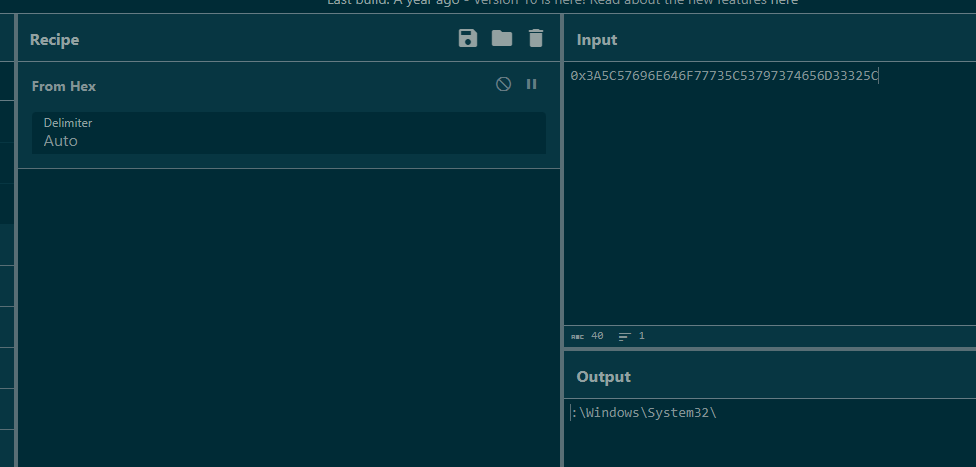 Last build: A year ago - Version 10 is here! Read about the new features here
Recipe
From Hex
Delimiter
Auto
Input
0x3A5C57696E646F77735C53797374656D33325C
ABC 40 1
Output
:\Windows\System32\